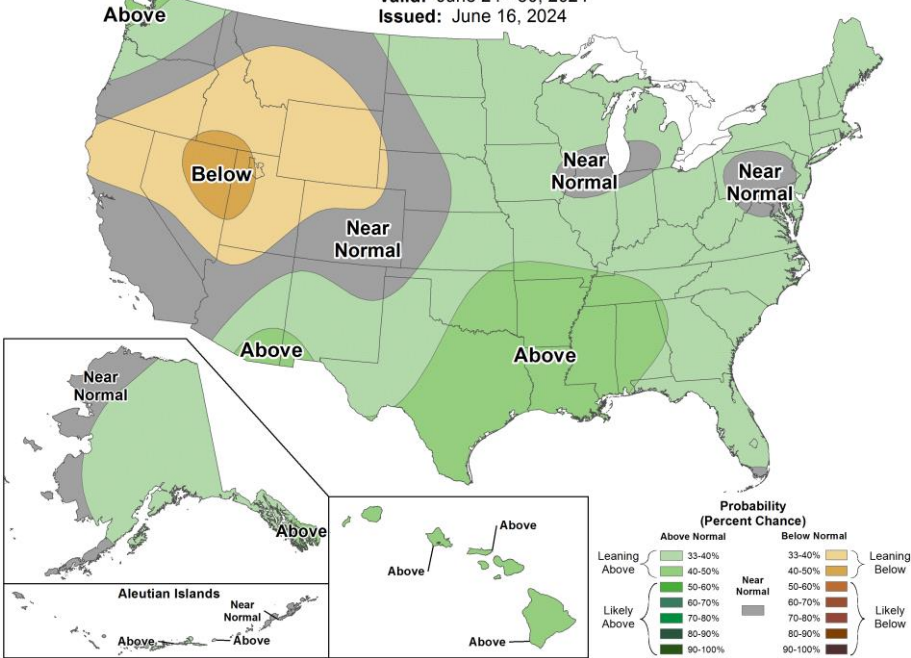 Above
Issued: June 16, 2024
Below
Near
Normal
Near
Normal
Near
Normal
Above
Above
Near
Normal
Above
Aleutian Islands
Near
Normal
Above
Above
Above
Above
Above
Probability
(Percent Chance)
Above Normal
Below Normal
Leaning
Above
33-40%
40-50%
Likely
Above
50-60%
60-70%
70-80%
80-90%
90-100%
Near
Normal
33-40%
40-50%
Leaning
Below
50-60%
60-70%
70-80%
80-90%
90-100%
Likely
Below